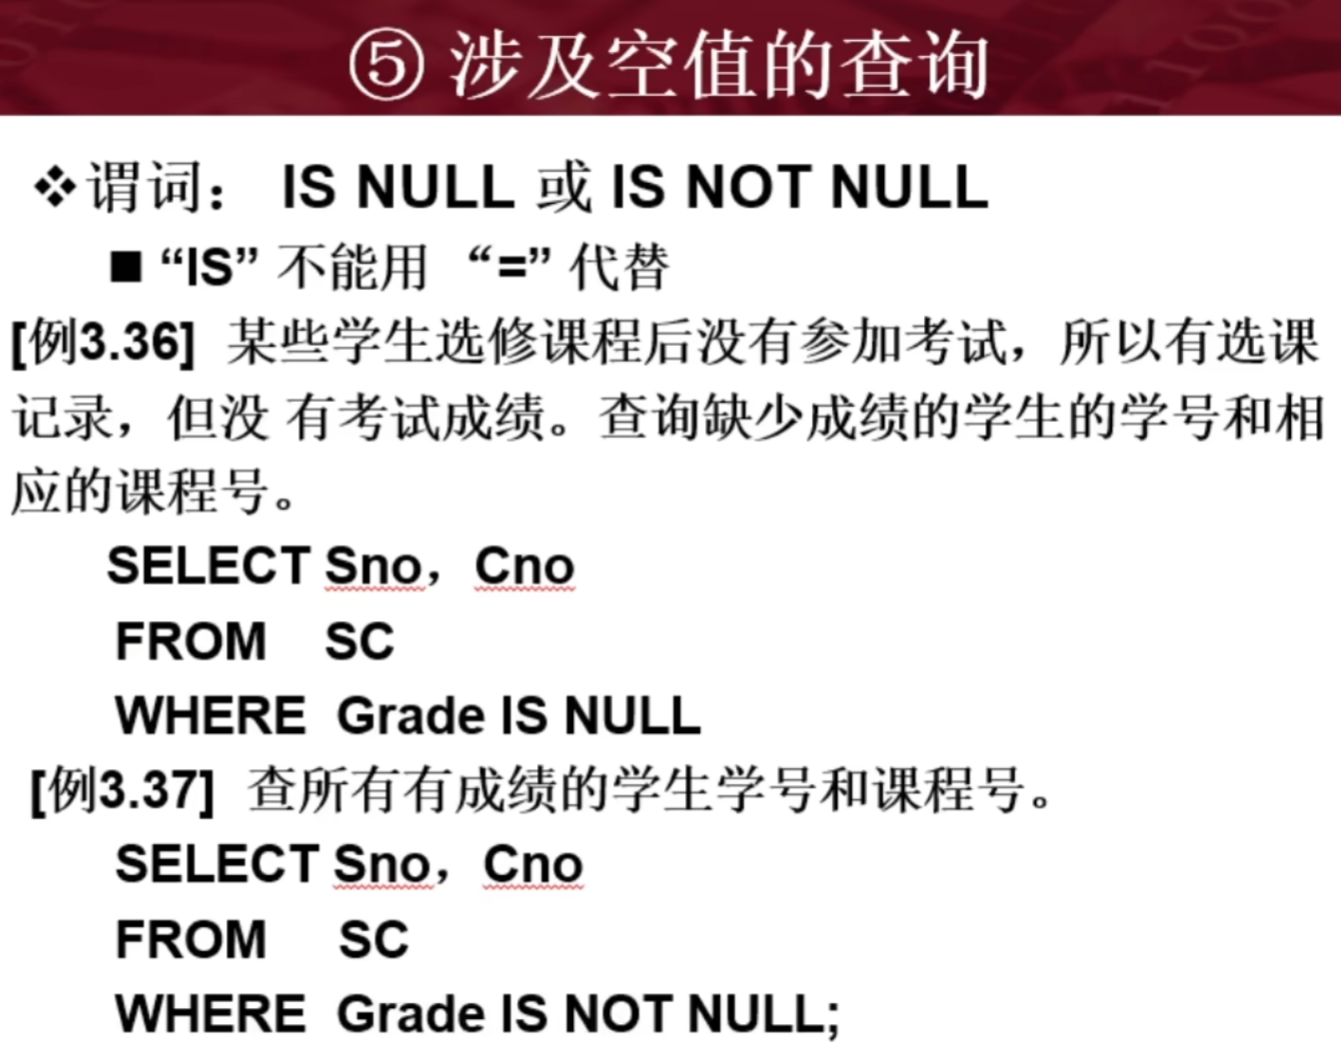 ⑤ 涉及空值的查询
❖谓词： IS NULL 或 IS NOT NULL
■ “IS” 不能用 “=” 代替
[例3.36] 某些学生选修课程后没有参加考试，所以有选课
记录，但没 有考试成绩。查询缺少成绩的学生的学号和相
应的课程号。
SELECT Sno，Cno
FROM SC
WHERE Grade IS NULL
[例3.37] 查所有有成绩的学生学号和课程号。
SELECT Sno，Cno
FROM SC
WHERE Grade IS NOT NULL;